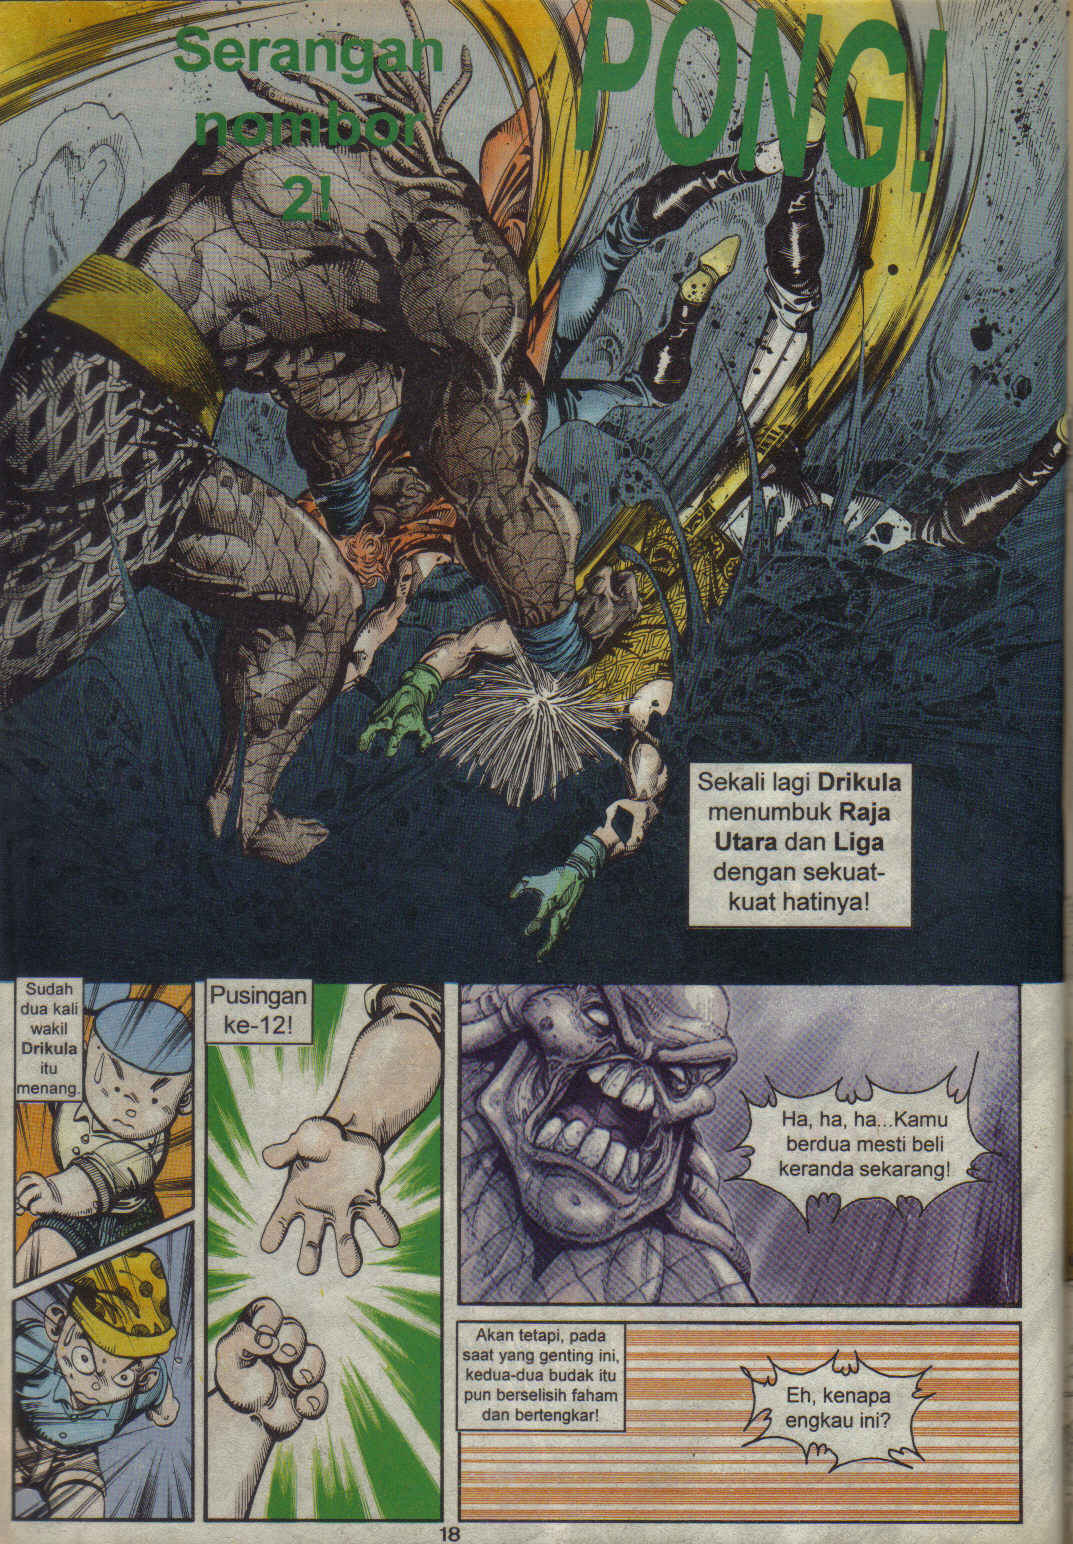 Serangan
nombor
2!
PONG!
Sekali lagi Drikula
menumbuk Raja
Utara dan Liga
dengan sekuat-
kuat hatinya!
Sudah
dua kali
wakil
Drikula
itu
menang.
Pusingan
ke-12!
Ha, ha, ha...Kamu
berdua mesti beli
keranda sekarang!
Akan tetapi, pada
saat yang genting ini,
kedua-dua budak itu
pun berselisih faham
dan bertengkar!
Eh, kenapa
engkau ini?
18